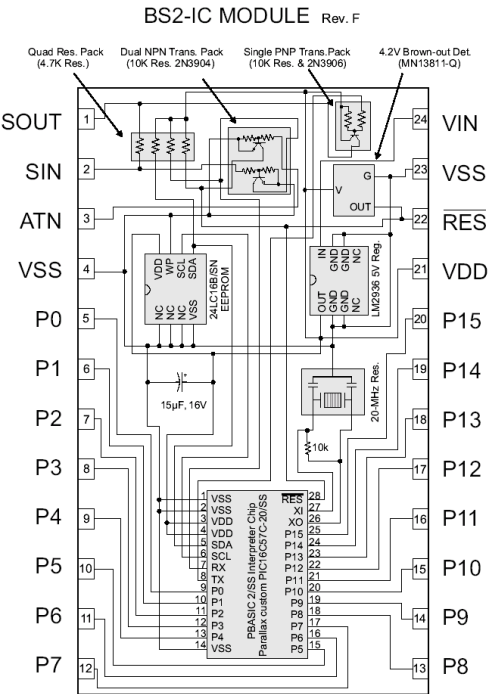 BS2-IC MODULE Rev. F
Quad Res. Pack
(4.7K Res.)
Dual NPN Trans. Pack
(10K Res. 2N3904)
Single PNP Trans.Pack
(10K Res. & 2N3906)
4.2V Brown-out Det.
(MN13811-Q)
SOUT 1
SIN 2
ATN 3
VSS 4
P0 5
P1 6
P2 7
P3 8
P4 9
P5 10
P6 11
P7 12
24 VIN
23 VSS
22 RES
21 VDD
20 P15
19 P14
18 P13
17 P12
16 P11
15 P10
14 P9
13 P8
G
V
OUT
VDD
WP
SCL
SDA
NC
NC
NC
VSS
24LC16B/SN
EEPROM
IN
GND
GND
NC
OUT
GND
GND
NC
LM2936 5V Reg.
+
15µF, 16V
20-MHz Res.
10k
1 VSS
2 VSS
3 VDD
4 VDD
5 SDA
6 SCL
7 RX
8 TX
9 P0
10 P1
11 P2
12 P3
13 P4
14 VSS
PBASIC 2/SS Interpreter Chip
Parallax custom PIC16C57C-20/SS
RES 28
XI 27
XO 26
P15 25
P14 24
P13 23
P12 22
P11 21
P10 20
P9 19
P8 18
P7 17
P6 16
P5 15